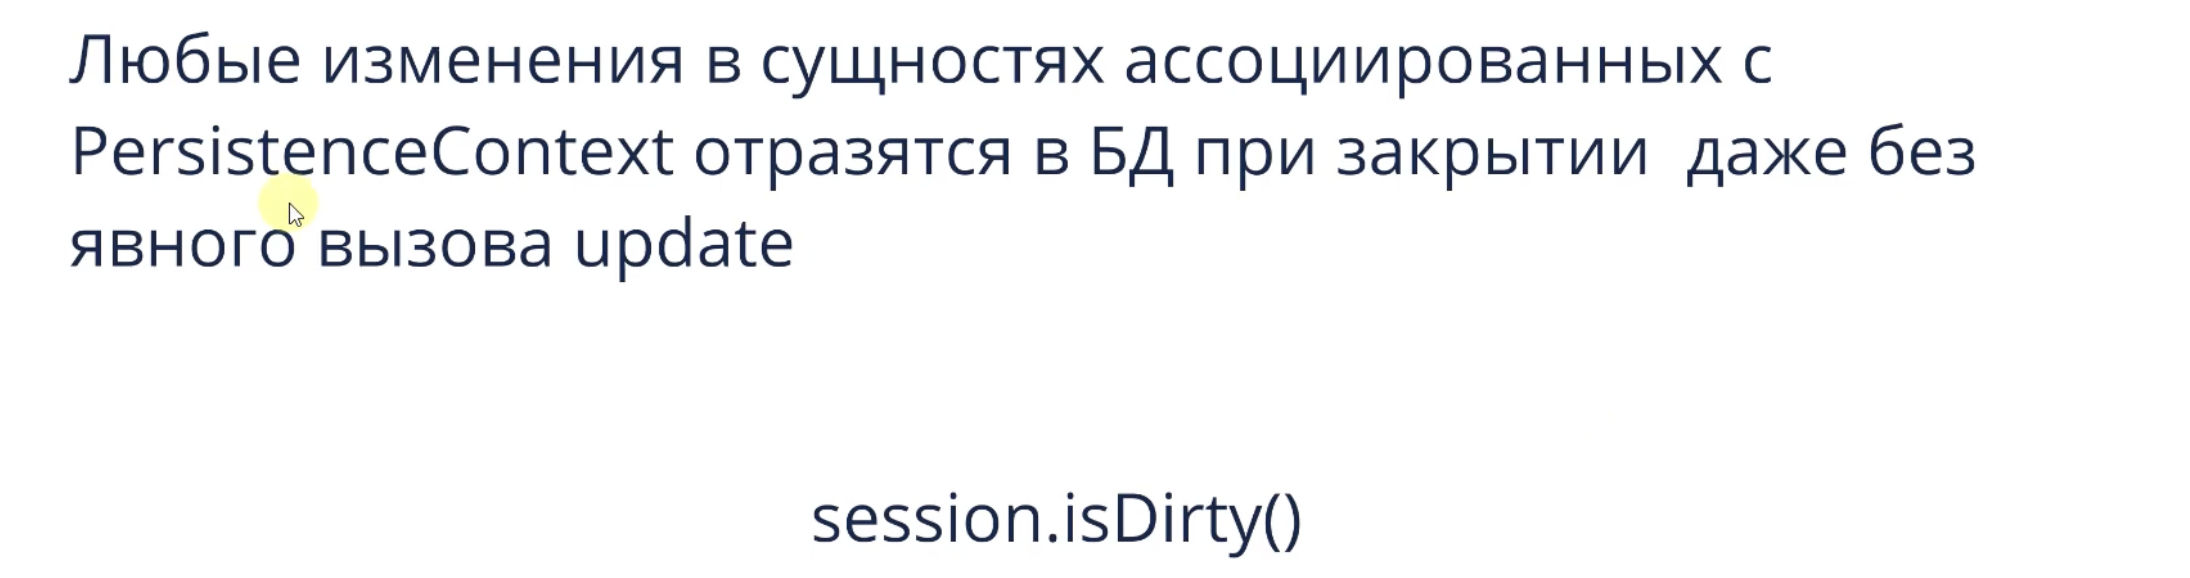 Любые изменения в сущностях ассоциированных с
PersistenceContext отразятся в БД при закрытии  даже без
явного вызова update
session.isDirty()